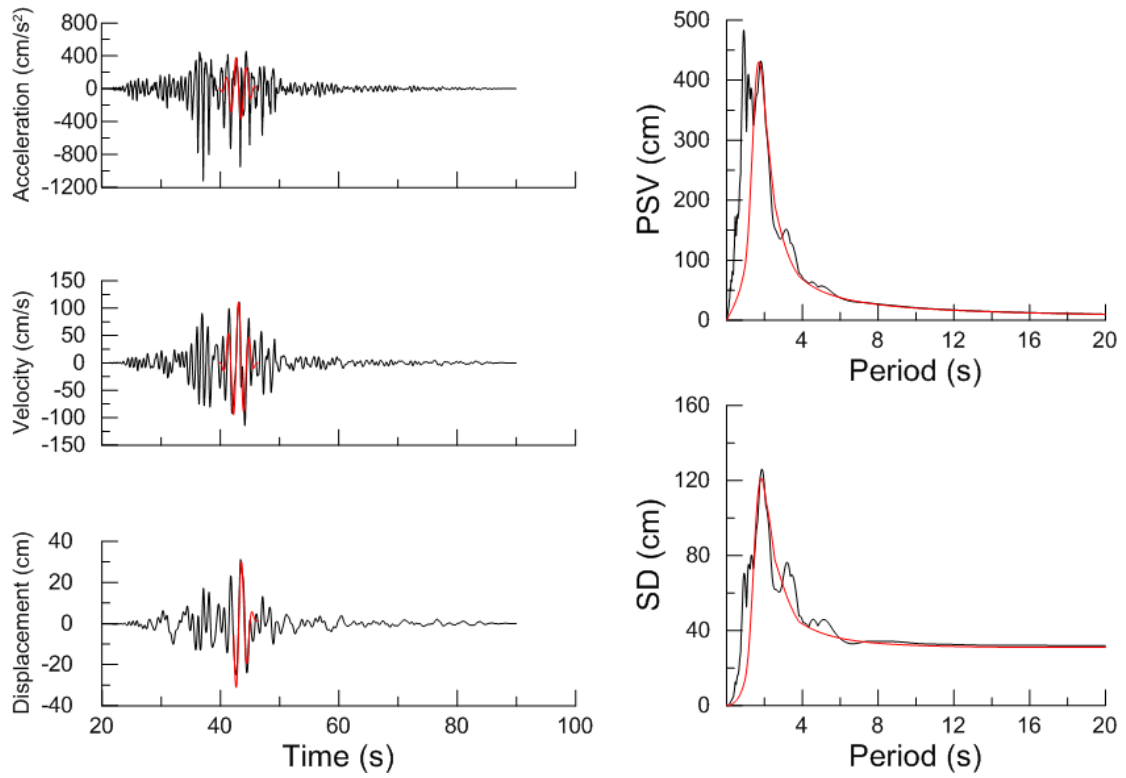 Acceleration (cm/s²)
800
400
0
-400
-800
-1200
Velocity (cm/s)
150
100
50
0
-50
-100
-150
Displacement (cm)
40
20
0
-20
-40
20 40 60 80 100
Time (s)
PSV (cm)
500
400
300
200
100
0
4 8 12 16 20
Period (s)
SD (cm)
160
120
80
40
0
4 8 12 16 20
Period (s)